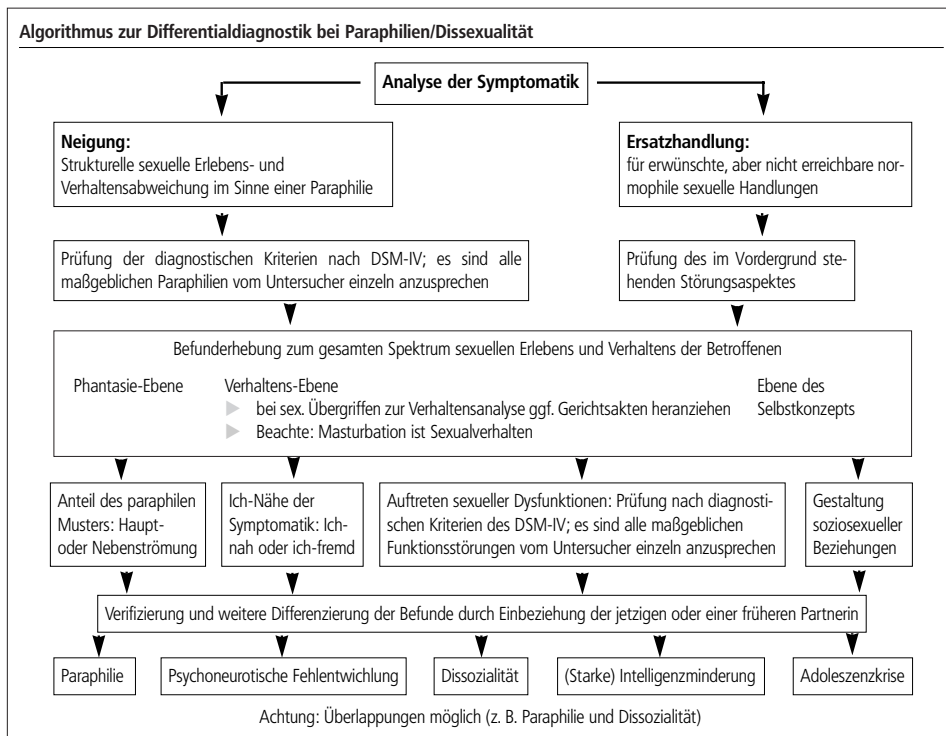 Algorithmus zur Differentialdiagnostik bei Paraphilien/Dissexualität
Analyse der Symptomatik
Neigung:
Strukturelle sexuelle Erlebens- und
Verhaltensabweichung im Sinne einer Paraphilie
Ersatzhandlung:
für erwünschte, aber nicht erreichbare nor-
mophile sexuelle Handlungen
Prüfung der diagnostischen Kriterien nach DSM-IV; es sind alle
maßgeblichen Paraphilien vom Untersucher einzeln anzusprechen
Prüfung des im Vordergrund ste-
henden Störungsaspektes
Befunderhebung zum gesamten Spektrum sexuellen Erlebens und Verhaltens der Betroffenen
Phantasie-Ebene
Verhaltens-Ebene
bei sex. Übergriffen zur Verhaltensanalyse ggf. Gerichtsakten heranziehen
Beachte: Masturbation ist Sexualverhalten
Ebene des
Selbstkonzepts
Anteil des paraphilen
Musters: Haupt-
oder Nebenströmung
Ich-Nähe der
Symptomatik: Ich-
nah oder ich-fremd
Auftreten sexueller Dysfunktionen: Prüfung nach diagnosti-
schen Kriterien des DSM-IV; es sind alle maßgeblichen
Funktionsstörungen vom Untersucher einzeln anzusprechen
Gestaltung
soziosexueller
Beziehungen
Verifizierung und weitere Differenzierung der Befunde durch Einbeziehung der jetzigen oder einer früheren Partnerin
Paraphilie
Psychoneurotische Fehlentwichlung
Dissozialität
(Starke) Intelligenzminderung
Adoleszenzkrise
Achtung: Überlappungen möglich (z. B. Paraphilie und Dissozialität)